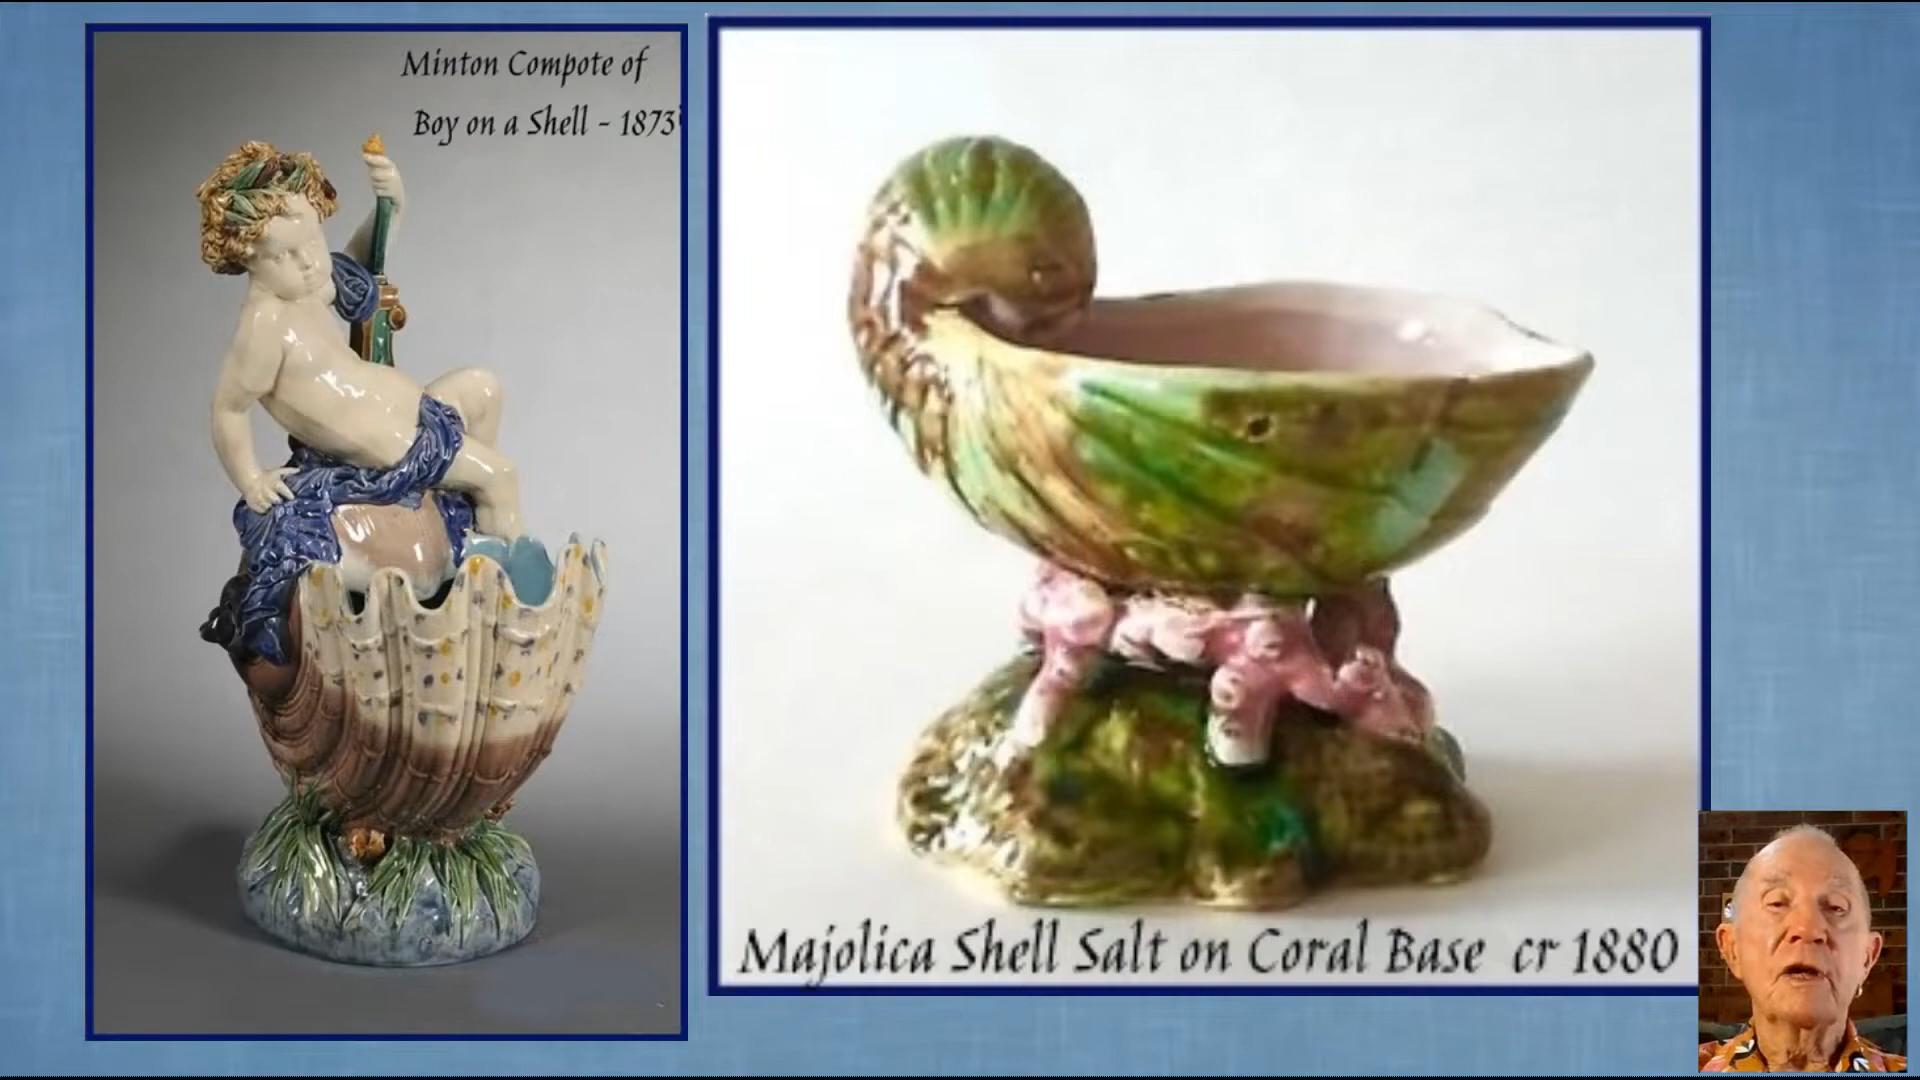 Minton Compote of
Boy on a Shell - 1873
Majolica Shell Salt on Coral Base cr 1880